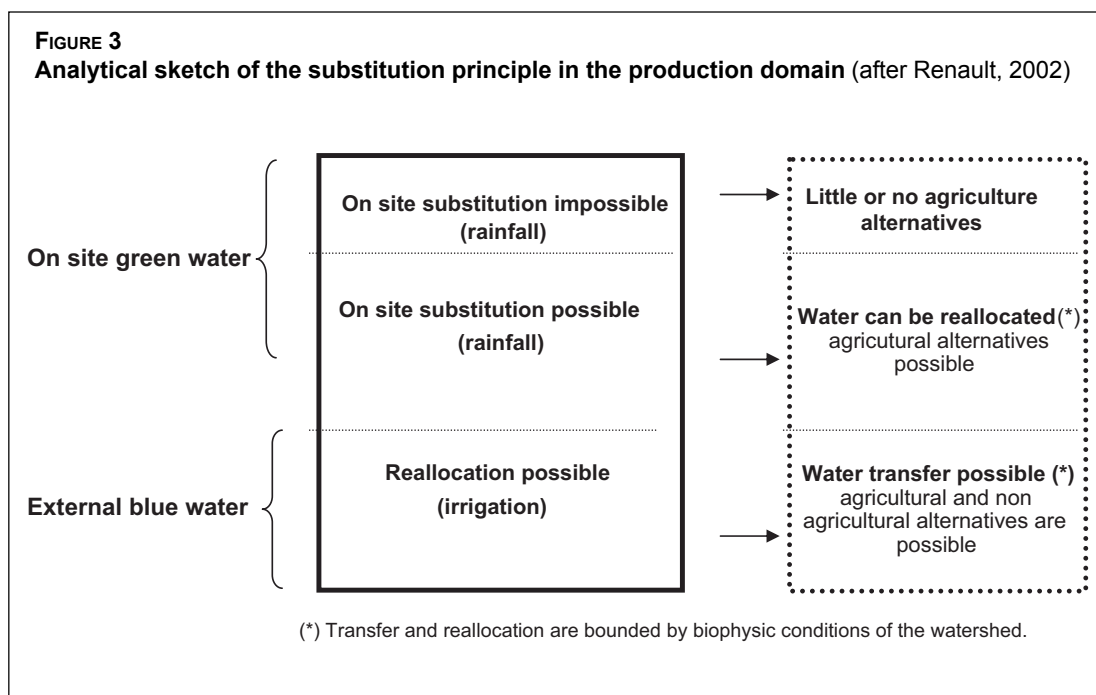 FIGURE 3
Analytical sketch of the substitution principle in the production domain (after Renault, 2002)
On site green water
External blue water
On site substitution impossible
(rainfall)
On site substitution possible
(rainfall)
Reallocation possible
(irrigation)
Little or no agriculture
alternatives
Water can be reallocated(*)
agricutural alternatives
possible
Water transfer possible (*)
agricultural and non
agricultural alternatives are
possible
(*) Transfer and reallocation are bounded by biophysic conditions of the watershed.